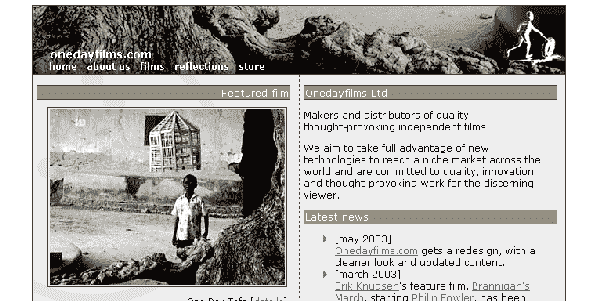 onedayfilms.com
home about us films reflections store
Featured film
Onedayfilms Ltd
Makers and distributors of quality
thought-provoking independent films
We aim to take full advantage of new
technologies to reach a niche market across the
world and are committed to quality, innovation
and thought provoking work for the discerning
viewer.
Latest news
[may 2003]
Onedayfilms.com gets a redesign, with a
cleaner look and updated content.
[march 2003]
Erik Knudsen's feature film, Brannigan's
March, starring Philip Fowler, has been
One Day Tafo [details]